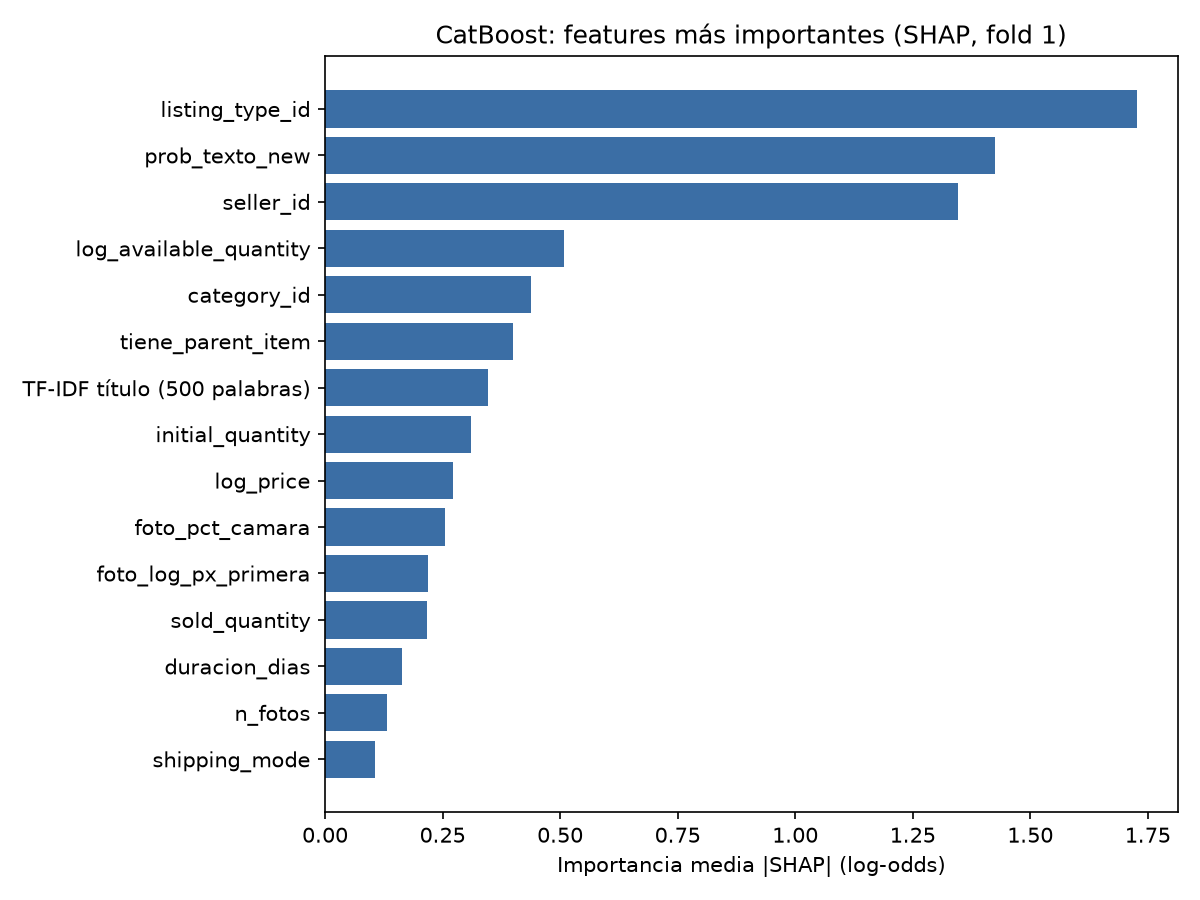 CatBoost: features más importantes (SHAP, fold 1)
listing_type_id
prob_texto_new
seller_id
log_available_quantity
category_id
tiene_parent_item
TF-IDF título (500 palabras)
initial_quantity
log_price
foto_pct_camara
foto_log_px_primera
sold_quantity
duracion_dias
n_fotos
shipping_mode
0.00 0.25 0.50 0.75 1.00 1.25 1.50 1.75
Importancia media |SHAP| (log-odds)